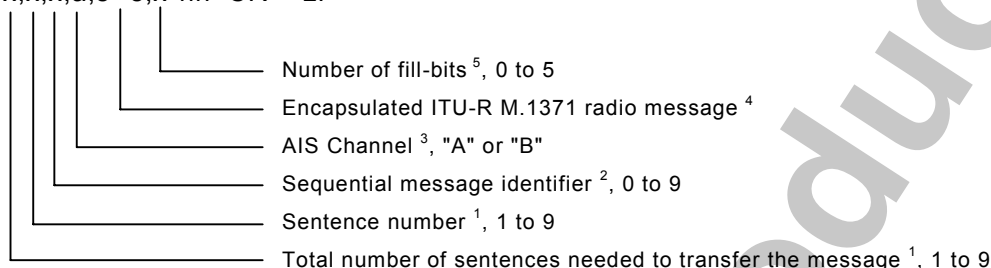 Number of fill-bits ⁵, 0 to 5
Encapsulated ITU-R M.1371 radio message ⁴
AIS Channel ³, "A" or "B"
Sequential message identifier ², 0 to 9
Sentence number ¹, 1 to 9
Total number of sentences needed to transfer the message ¹, 1 to 9